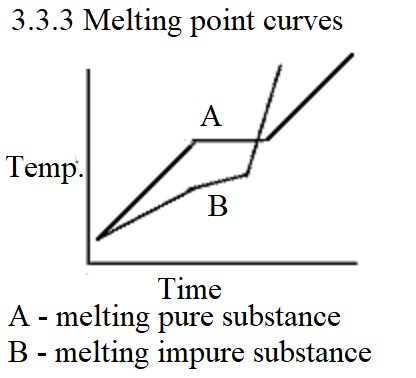 3.3.3 Melting point curves
A
Temp.
B
Time
A - melting pure substance
B - melting impure substance